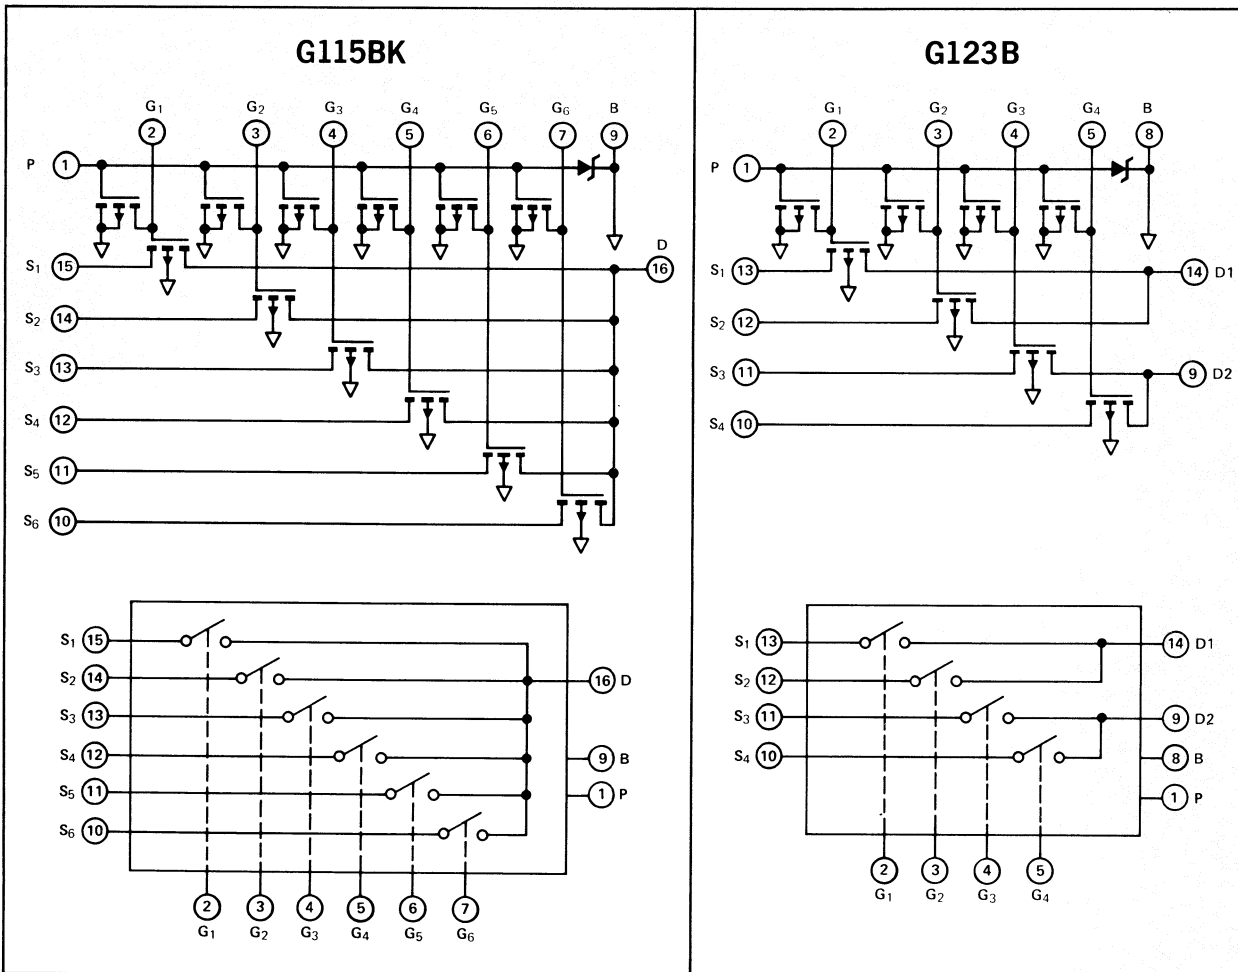 G115BK
G1 G2 G3 G4 G5 G6 B
2 3 4 5 6 7 9
P 1
D
S1 15
16
S2 14
S3 13
S4 12
S5 11
S6 10
S1 15
S2 14
16 D
S3 13
S4 12
9 B
S5 11
1 P
S6 10
2 3 4 5 6 7
G1 G2 G3 G4 G5 G6
G123B
G1 G2 G3 G4 B
2 3 4 5 8
P 1
S1 13
14 D1
S2 12
S3 11
9 D2
S4 10
S1 13
14 D1
S2 12
S3 11
9 D2
S4 10
8 B
1 P
2 3 4 5
G1 G2 G3 G4